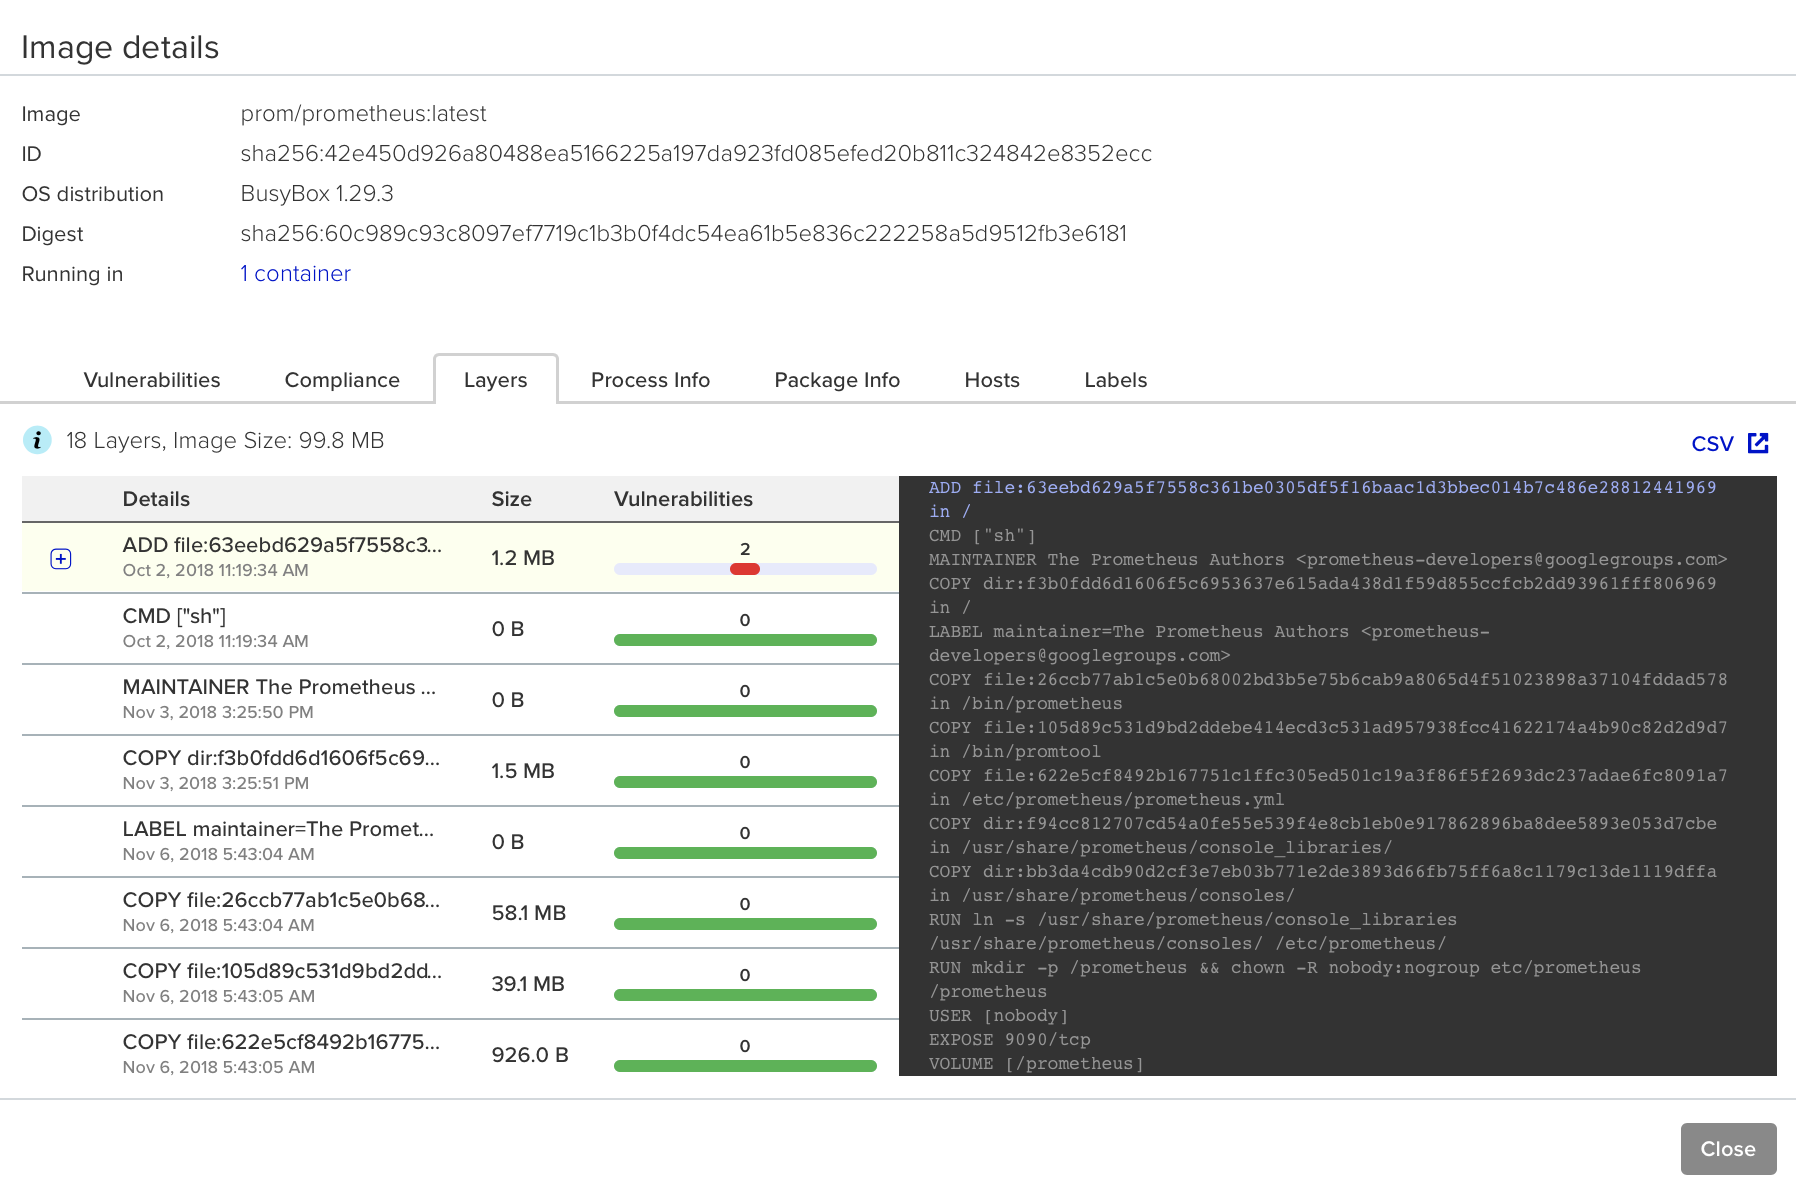 Image details
Image prom/prometheus:latest
ID sha256:42e450d926a80488ea5166225a197da923fd085efed20b811c324842e8352ecc
OS distribution BusyBox 1.29.3
Digest sha256:60c989c93c8097ef7719c1b3b0f4dc54ea61b5e836c222258a5d9512fb3e6181
Running in 1 container
Vulnerabilities Compliance Layers Process Info Package Info Hosts Labels
i 18 Layers, Image Size: 99.8 MB
CSV
Details Size Vulnerabilities
ADD file:63eebd629a5f7558c3... 1.2 MB 2
Oct 2, 2018 11:19:34 AM
CMD ["sh"] 0 B 0
Oct 2, 2018 11:19:34 AM
MAINTAINER The Prometheus ... 0 B 0
Nov 3, 2018 3:25:50 PM
COPY dir:f3b0fdd6d1606f5c69... 1.5 MB 0
Nov 3, 2018 3:25:51 PM
LABEL maintainer=The Promet... 0 B 0
Nov 6, 2018 5:43:04 AM
COPY file:26ccb77ab1c5e0b68... 58.1 MB 0
Nov 6, 2018 5:43:04 AM
COPY file:105d89c531d9bd2dd... 39.1 MB 0
Nov 6, 2018 5:43:05 AM
COPY file:622e5cf8492b16775... 926.0 B 0
Nov 6, 2018 5:43:05 AM
ADD file:63eebd629a5f7558c361be0305df5f16baac1d3bbec014b7c486e28812441969
in /
CMD ["sh"]
MAINTAINER The Prometheus Authors <prometheus-developers@googlegroups.com>
COPY dir:f3b0fdd6d1606f5c6953637e615ada438d1f59d855ccfcb2dd93961fff806969
in /
LABEL maintainer=The Prometheus Authors <prometheus-
developers@googlegroups.com>
COPY file:26ccb77ab1c5e0b68002bd3b5e75b6cab9a8065d4f51023898a37104fddad578
in /bin/prometheus
COPY file:105d89c531d9bd2ddebe414ecd3c531ad957938fcc41622174a4b90c82d2d9d7
in /bin/promtool
COPY file:622e5cf8492b167751c1ffc305ed501c19a3f86f5f2693dc237adae6fc8091a7
in /etc/prometheus/prometheus.yml
COPY dir:f94cc812707cd54a0fe55e539f4e8cb1eb0e917862896ba8dee5893e053d7cbe
in /usr/share/prometheus/console_libraries/
COPY dir:bb3da4cdb90d2cf3e7eb03b771e2de3893d66fb75ff6a8c1179c13de1119dffa
in /usr/share/prometheus/consoles/
RUN ln -s /usr/share/prometheus/console_libraries
/usr/share/prometheus/consoles/ /etc/prometheus/
RUN mkdir -p /prometheus && chown -R nobody:nogroup etc/prometheus
/prometheus
USER [nobody]
EXPOSE 9090/tcp
VOLUME [/prometheus]
Close